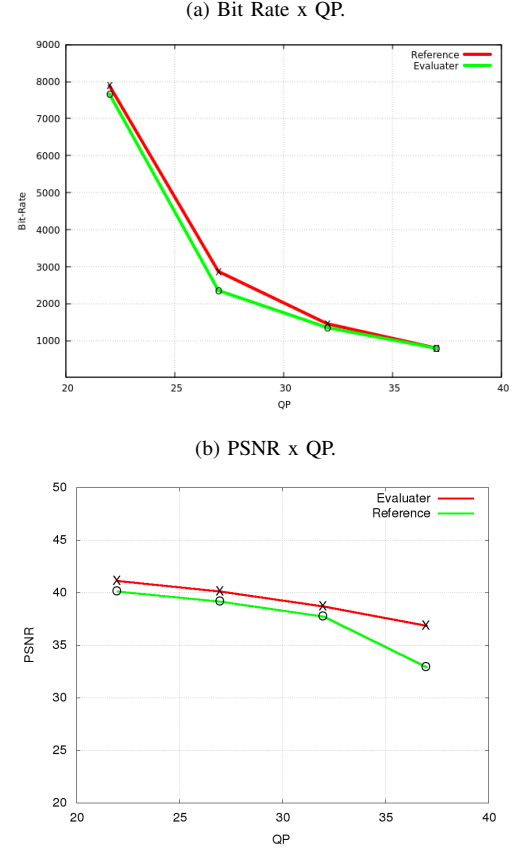 (a) Bit Rate x QP.
9000
8000
7000
6000
5000
4000
3000
2000
1000
Bit-Rate
Reference
Evaluater
20 25 30 35 40
QP
(b) PSNR x QP.
50
45
40
35
30
25
20
PSNR
Evaluater
Reference
20 25 30 35 40
QP